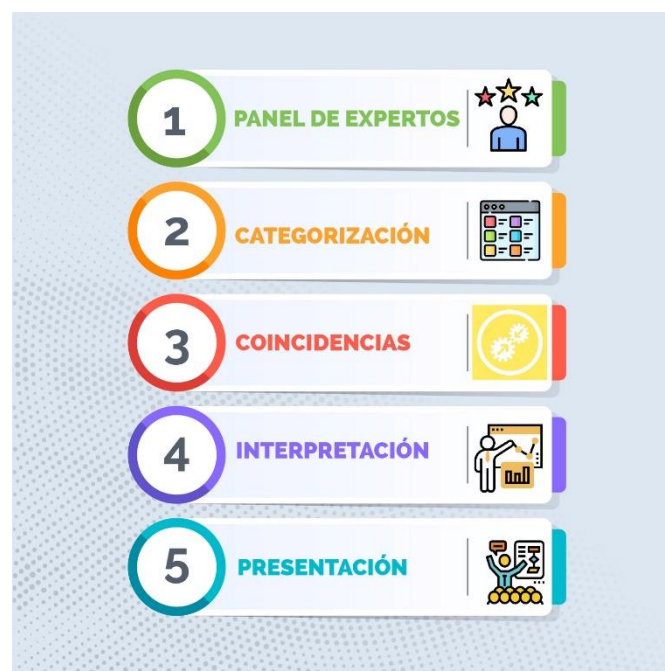 1
PANEL DE EXPERTOS
2
CATEGORIZACIÓN
3
COINCIDENCIAS
4
INTERPRETACIÓN
5
PRESENTACIÓN